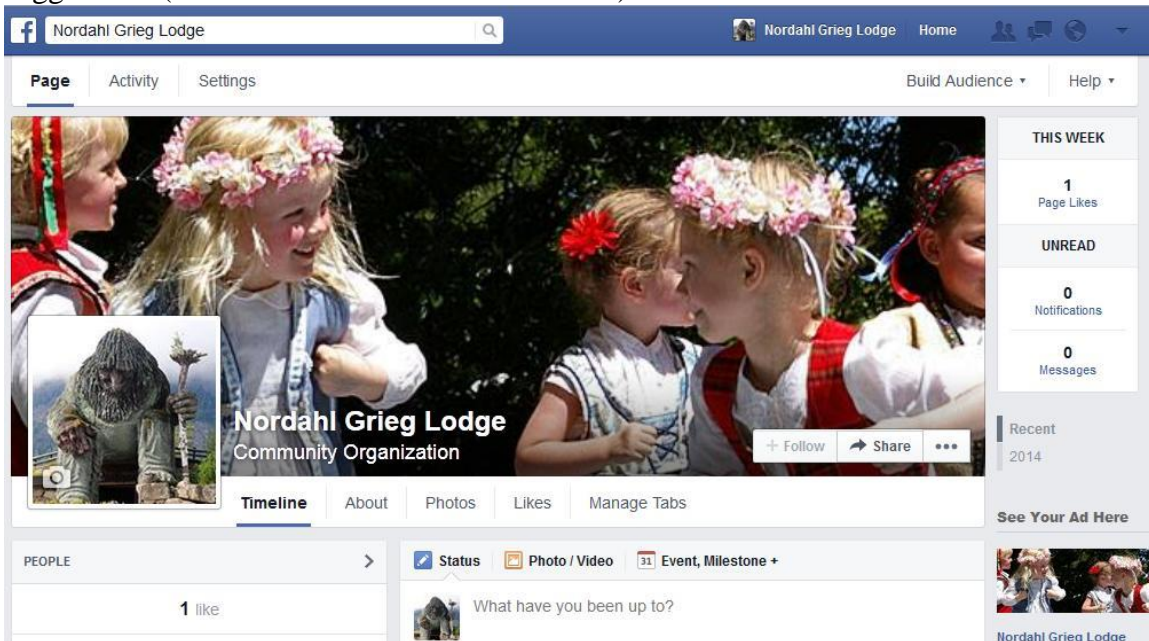 Nordahl Grieg Lodge
Nordahl Grieg Lodge Home
Page Activity Settings
Build Audience Help
THIS WEEK
1
Page Likes
UNREAD
0
Notifications
0
Messages
Recent
2014
See Your Ad Here
Nordahl Grieg Lodge
Nordahl Grieg Lodge
Community Organization
+ Follow Share
Timeline About Photos Likes Manage Tabs
PEOPLE
1 like
Status Photo / Video 31 Event, Milestone +
What have you been up to?